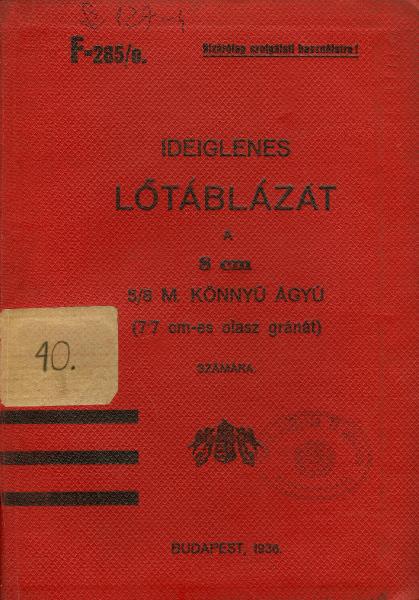 F-285/e.
Kizárólag szolgálati használatra!
IDEIGLENES
LŐTÁBLÁZAT
A
8 cm
5/8 M. KÖNNYŰ ÁGYÚ
(7·7 cm-es olasz gránát)
SZÁMÁRA.
40.
BUDAPEST, 1936.